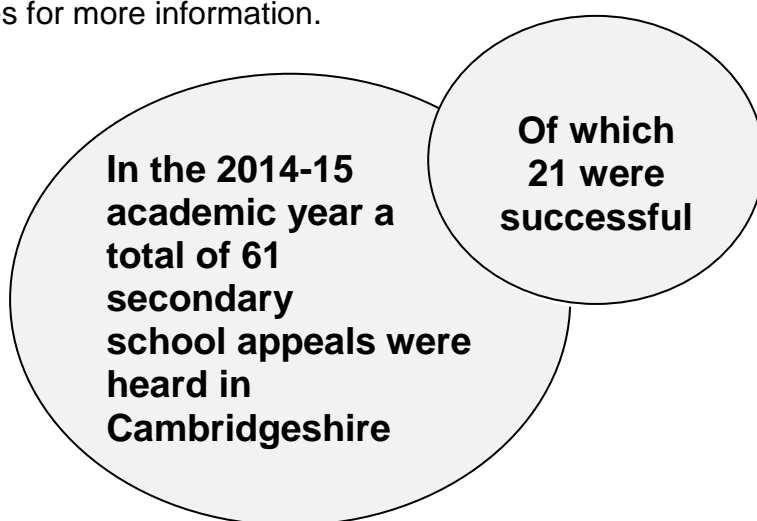 es for more information.
In the 2014-15
academic year a
total of 61
secondary
school appeals were
heard in
Cambridgeshire
Of which
21 were
successful